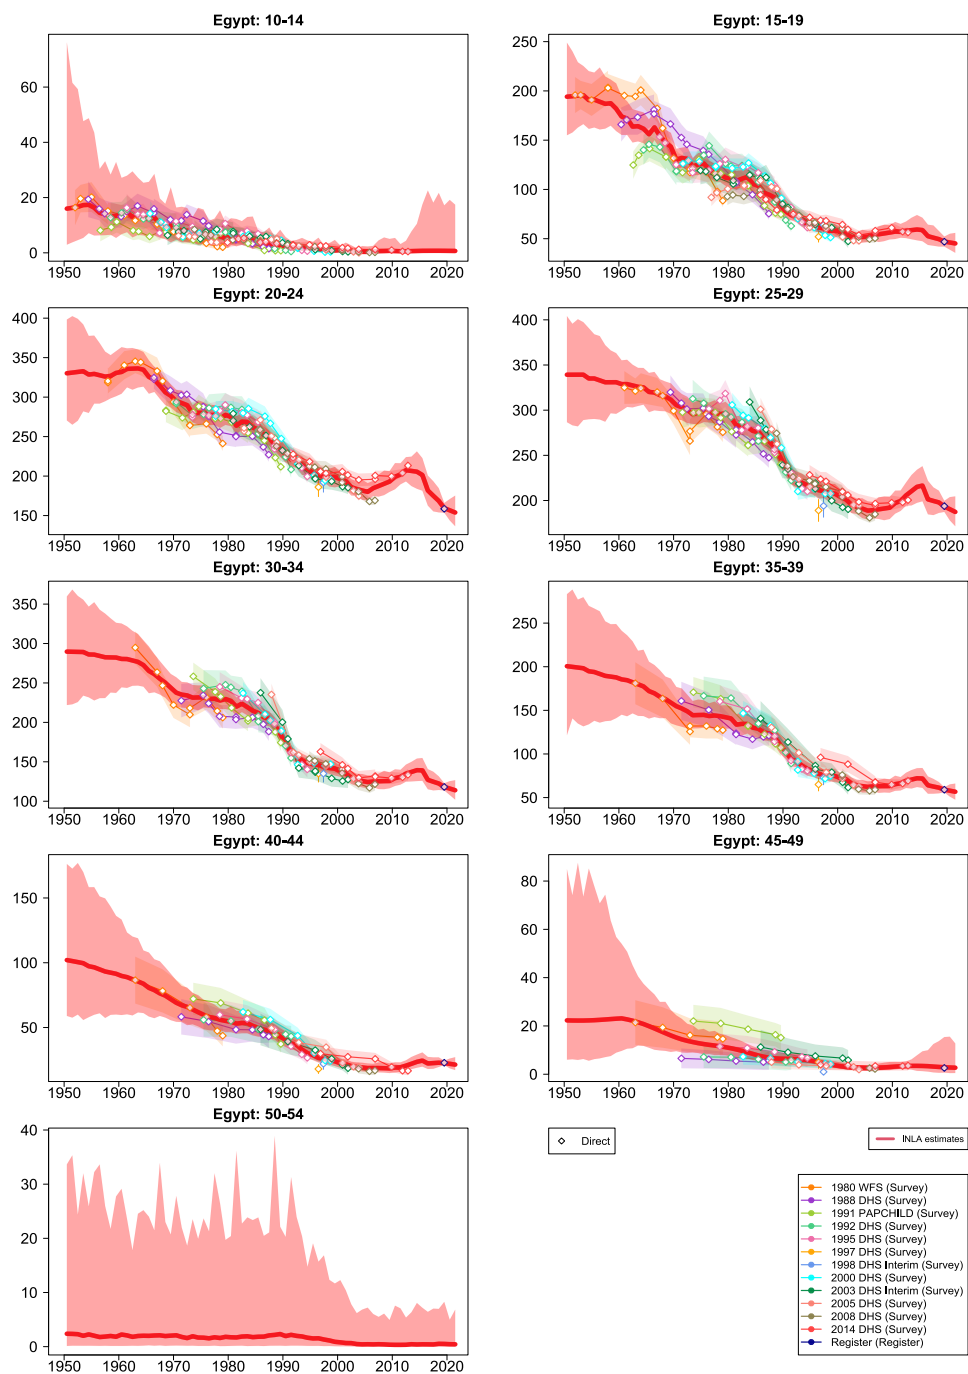 Egypt: 10-14
0
20
40
60
1950 1960 1970 1980 1990 2000 2010 2020
Egypt: 15-19
50
100
150
200
250
1950 1960 1970 1980 1990 2000 2010 2020
Egypt: 20-24
150
200
250
300
350
400
1950 1960 1970 1980 1990 2000 2010 2020
Egypt: 25-29
200
250
300
350
400
1950 1960 1970 1980 1990 2000 2010 2020
Egypt: 30-34
100
150
200
250
300
350
1950 1960 1970 1980 1990 2000 2010 2020
Egypt: 35-39
50
100
150
200
250
1950 1960 1970 1980 1990 2000 2010 2020
Egypt: 40-44
50
100
150
1950 1960 1970 1980 1990 2000 2010 2020
Egypt: 45-49
0
20
40
60
80
1950 1960 1970 1980 1990 2000 2010 2020
Egypt: 50-54
0
10
20
30
40
1950 1960 1970 1980 1990 2000 2010 2020
Direct
INLA estimates
1980 WFS (Survey)
1988 DHS (Survey)
1991 PAPCHILD (Survey)
1992 DHS (Survey)
1995 DHS (Survey)
1997 DHS (Survey)
1998 DHS Interim (Survey)
2000 DHS (Survey)
2003 DHS Interim (Survey)
2005 DHS (Survey)
2008 DHS (Survey)
2014 DHS (Survey)
Register (Register)